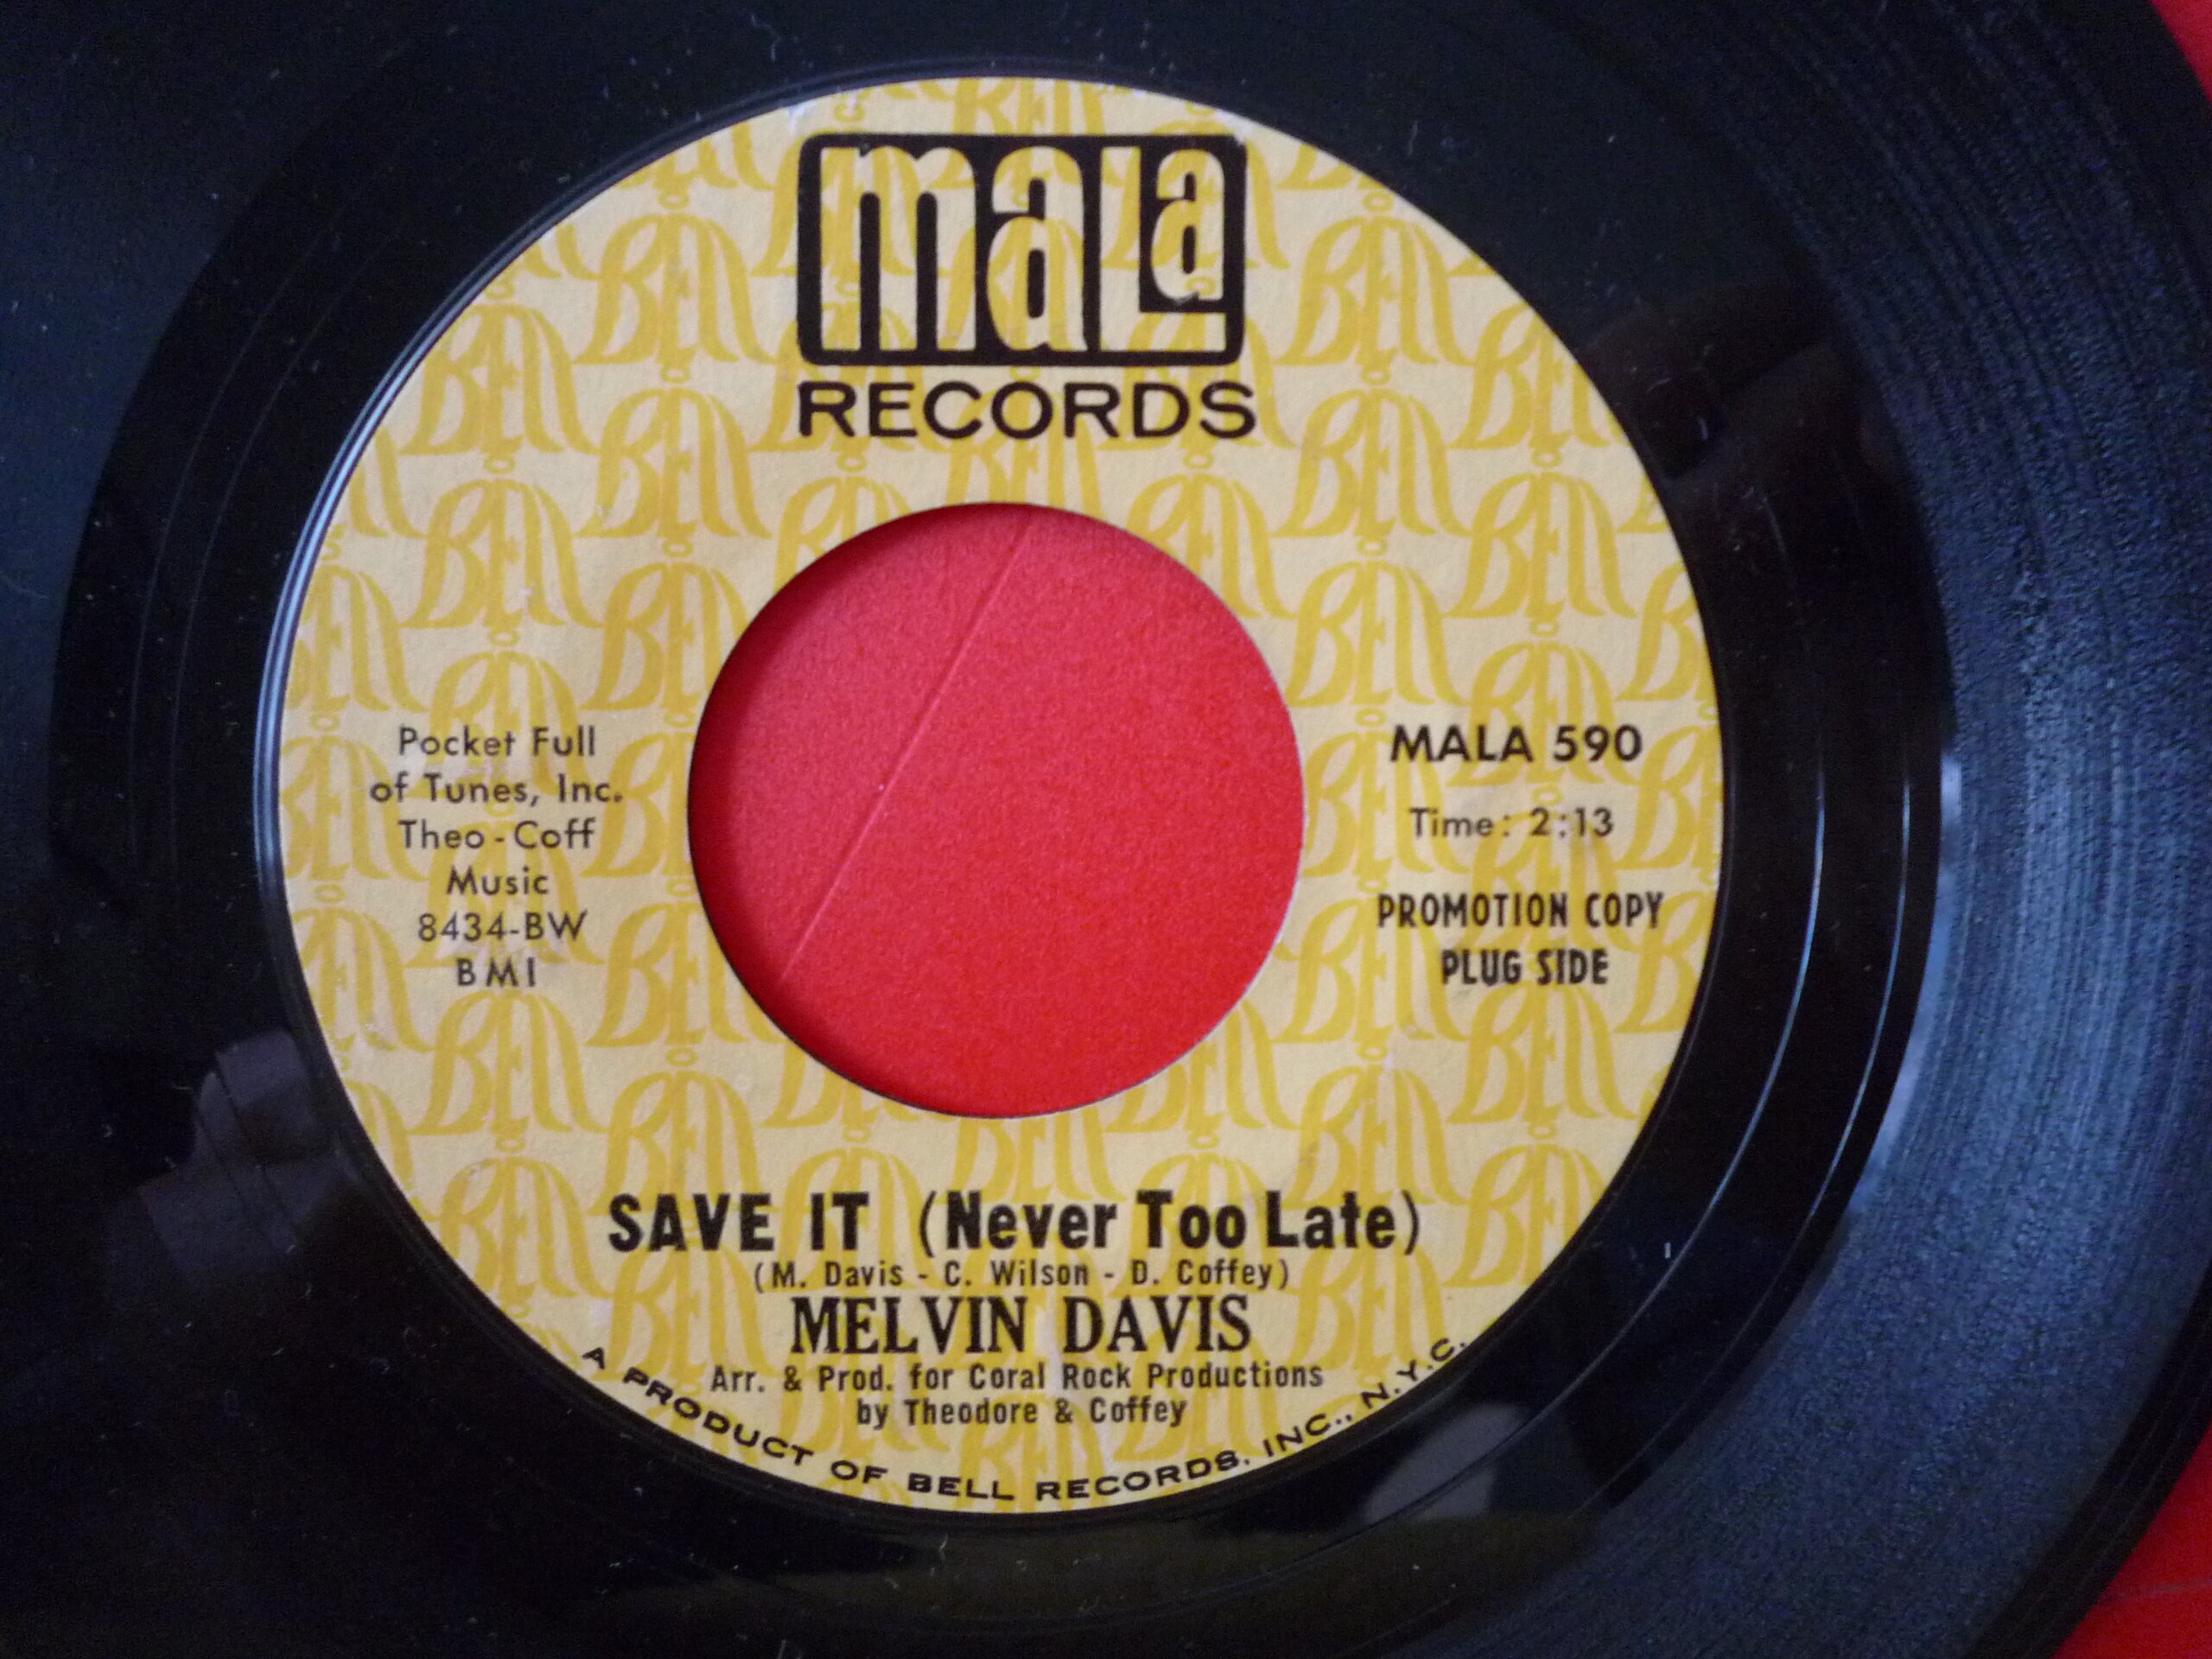 mala
RECORDS
Pocket Full
of Tunes, Inc.
Theo-Coff
Music
8434-BW
BMI
MALA 590
Time: 2:13
PROMOTION COPY
PLUG SIDE
SAVE IT (Never Too Late)
(M. Davis - C. Wilson - D. Coffey)
MELVIN DAVIS
Arr. & Prod. for Coral Rock Productions
by Theodore & Coffey
A PRODUCT OF BELL RECORDS, INC., N.Y.C.
BELL